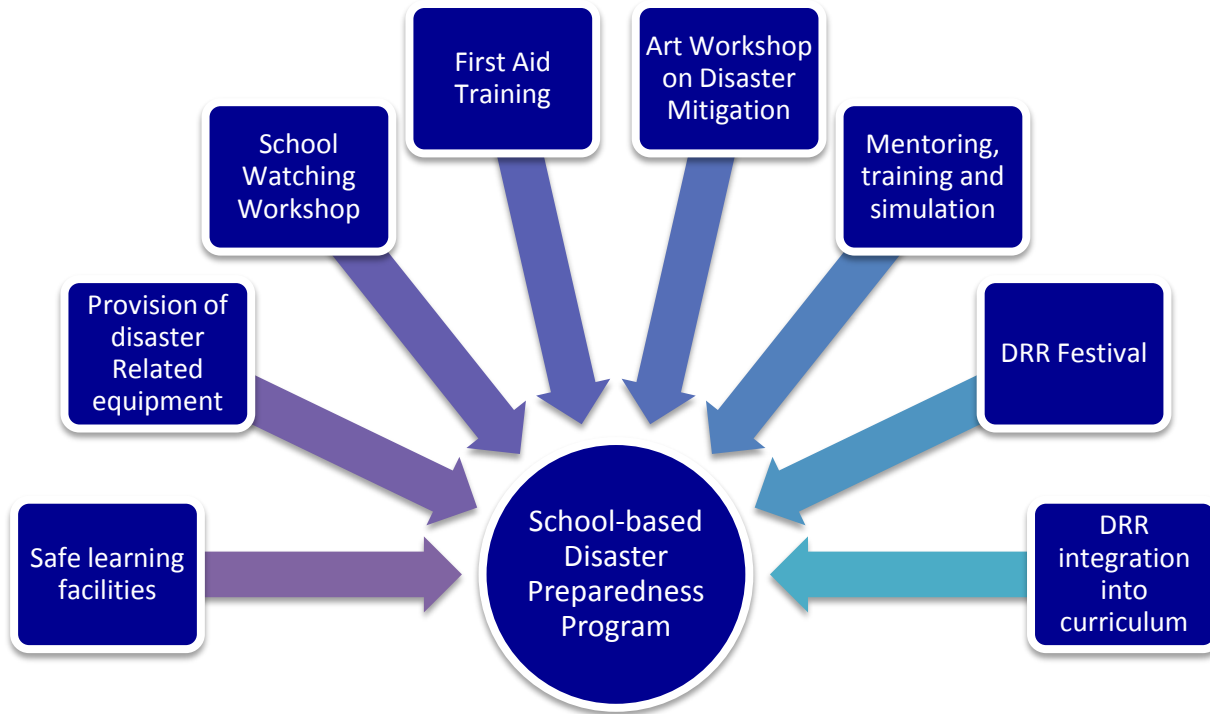 Safe learning
facilities
Provision of
disaster
Related
equipment
School
Watching
Workshop
First Aid
Training
Art Workshop
on Disaster
Mitigation
Mentoring,
training and
simulation
DRR Festival
DRR
integration
into
curriculum
School-based
Disaster
Preparedness
Program